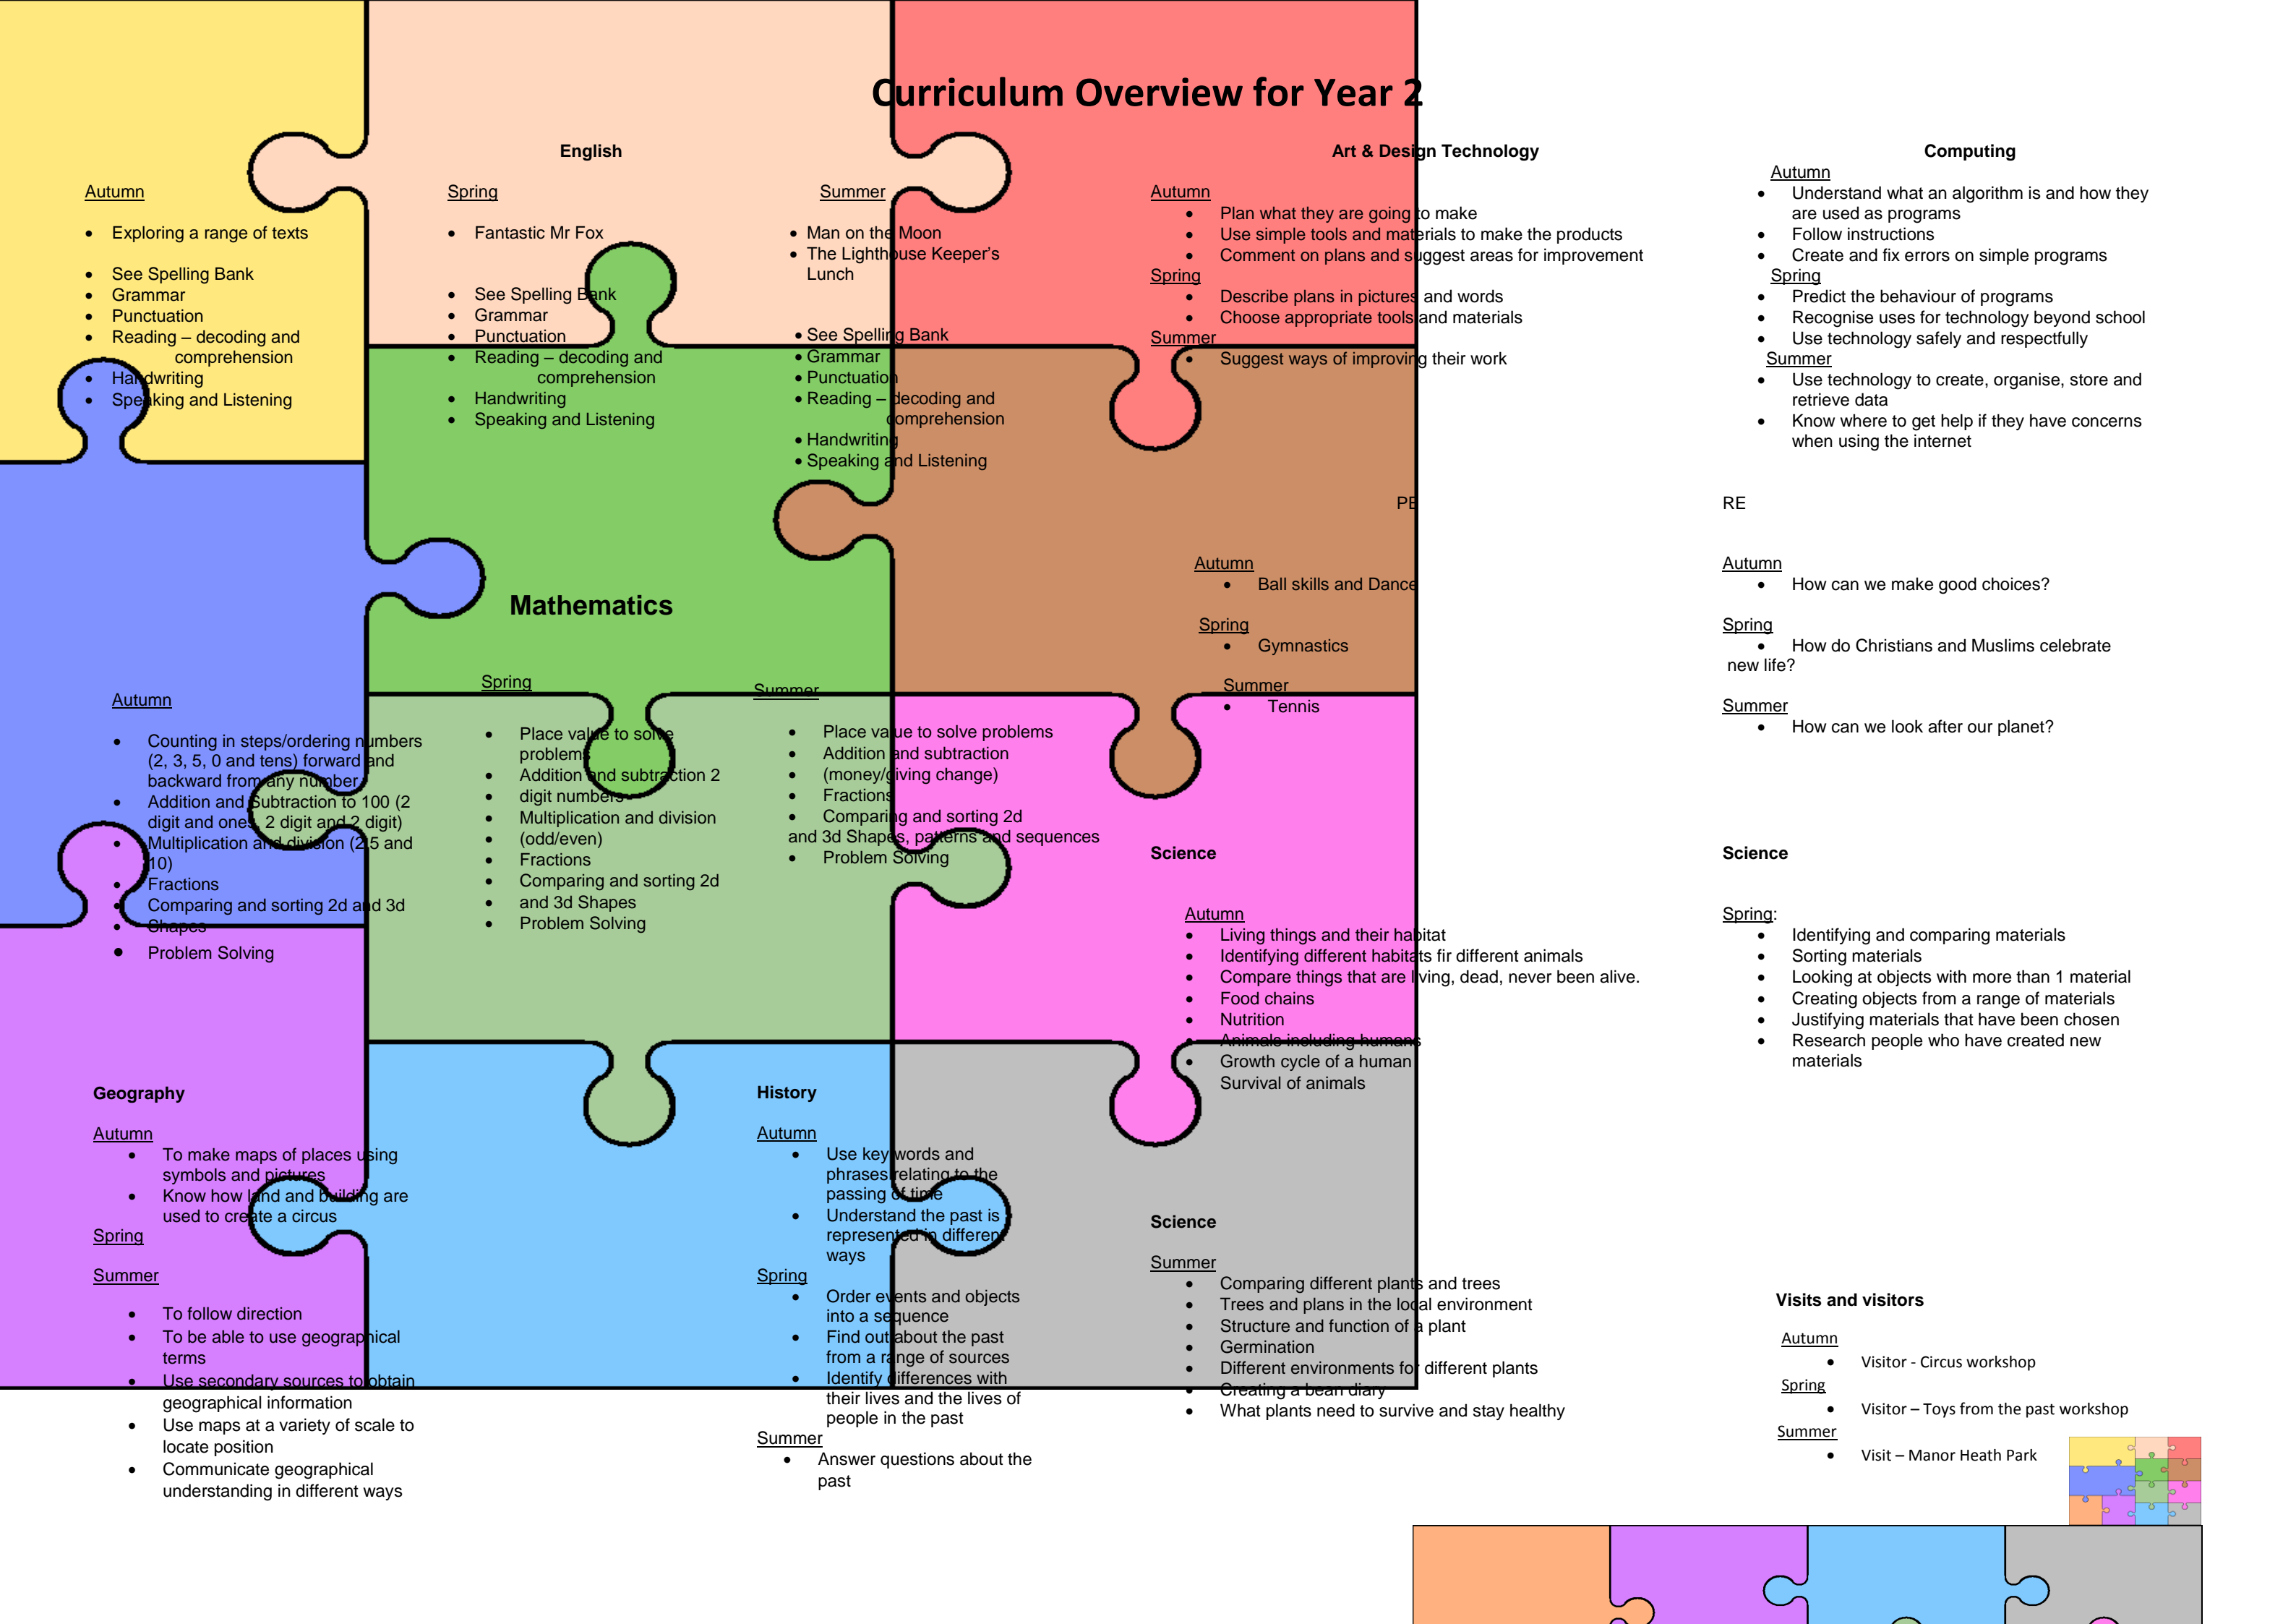 Curriculum Overview for Year 2
English
Autumn
• Exploring a range of texts
• See Spelling Bank
• Grammar
• Punctuation
• Reading – decoding and
comprehension
• Handwriting
• Speaking and Listening
Spring
• Fantastic Mr Fox
• See Spelling Bank
• Grammar
• Punctuation
• Reading – decoding and
comprehension
• Handwriting
• Speaking and Listening
Summer
• Man on the Moon
• The Lighthouse Keeper's
Lunch
• See Spelling Bank
• Grammar
• Punctuation
• Reading – decoding and
comprehension
• Handwriting
• Speaking and Listening
Art & Design Technology
Autumn
• Plan what they are going to make
• Use simple tools and materials to make the products
• Comment on plans and suggest areas for improvement
Spring
• Describe plans in pictures and words
• Choose appropriate tools and materials
Summer
• Suggest ways of improving their work
Computing
Autumn
• Understand what an algorithm is and how they
are used as programs
• Follow instructions
• Create and fix errors on simple programs
Spring
• Predict the behaviour of programs
• Recognise uses for technology beyond school
• Use technology safely and respectfully
Summer
• Use technology to create, organise, store and
retrieve data
• Know where to get help if they have concerns
when using the internet
Mathematics
Autumn
• Counting in steps/ordering numbers
(2, 3, 5, 0 and tens) forward and
backward from any number
• Addition and Subtraction to 100 (2
digit and ones, 2 digit and 2 digit)
• Multiplication and division (2,5 and
10)
• Fractions
• Comparing and sorting 2d and 3d
• Shapes
• Problem Solving
Spring
• Place value to solve
problems
• Addition and subtraction 2
• digit numbers
• Multiplication and division
• (odd/even)
• Fractions
• Comparing and sorting 2d
• and 3d Shapes
• Problem Solving
Summer
• Place value to solve problems
• Addition and subtraction
• (money/giving change)
• Fractions
• Comparing and sorting 2d
and 3d Shapes, patterns and sequences
• Problem Solving
PE
Autumn
• Ball skills and Dance
Spring
• Gymnastics
Summer
• Tennis
RE
Autumn
• How can we make good choices?
Spring
• How do Christians and Muslims celebrate
new life?
Summer
• How can we look after our planet?
Science
Autumn
• Living things and their habitat
• Identifying different habitats fir different animals
• Compare things that are living, dead, never been alive.
• Food chains
• Nutrition
• Animals including humans
• Growth cycle of a human
Survival of animals
Science
Spring:
• Identifying and comparing materials
• Sorting materials
• Looking at objects with more than 1 material
• Creating objects from a range of materials
• Justifying materials that have been chosen
• Research people who have created new
materials
Geography
Autumn
• To make maps of places using
symbols and pictures
• Know how land and building are
used to create a circus
Spring
Summer
• To follow direction
• To be able to use geographical
terms
• Use secondary sources to obtain
geographical information
• Use maps at a variety of scale to
locate position
• Communicate geographical
understanding in different ways
History
Autumn
• Use key words and
phrases relating to the
passing of time
• Understand the past is
represented in different
ways
Spring
• Order events and objects
into a sequence
• Find out about the past
from a range of sources
• Identify differences with
their lives and the lives of
people in the past
Summer
• Answer questions about the
past
Science
Summer
• Comparing different plants and trees
• Trees and plans in the local environment
• Structure and function of a plant
• Germination
• Different environments for different plants
• Creating a bean diary
• What plants need to survive and stay healthy
Visits and visitors
Autumn
• Visitor - Circus workshop
Spring
• Visitor – Toys from the past workshop
Summer
• Visit – Manor Heath Park